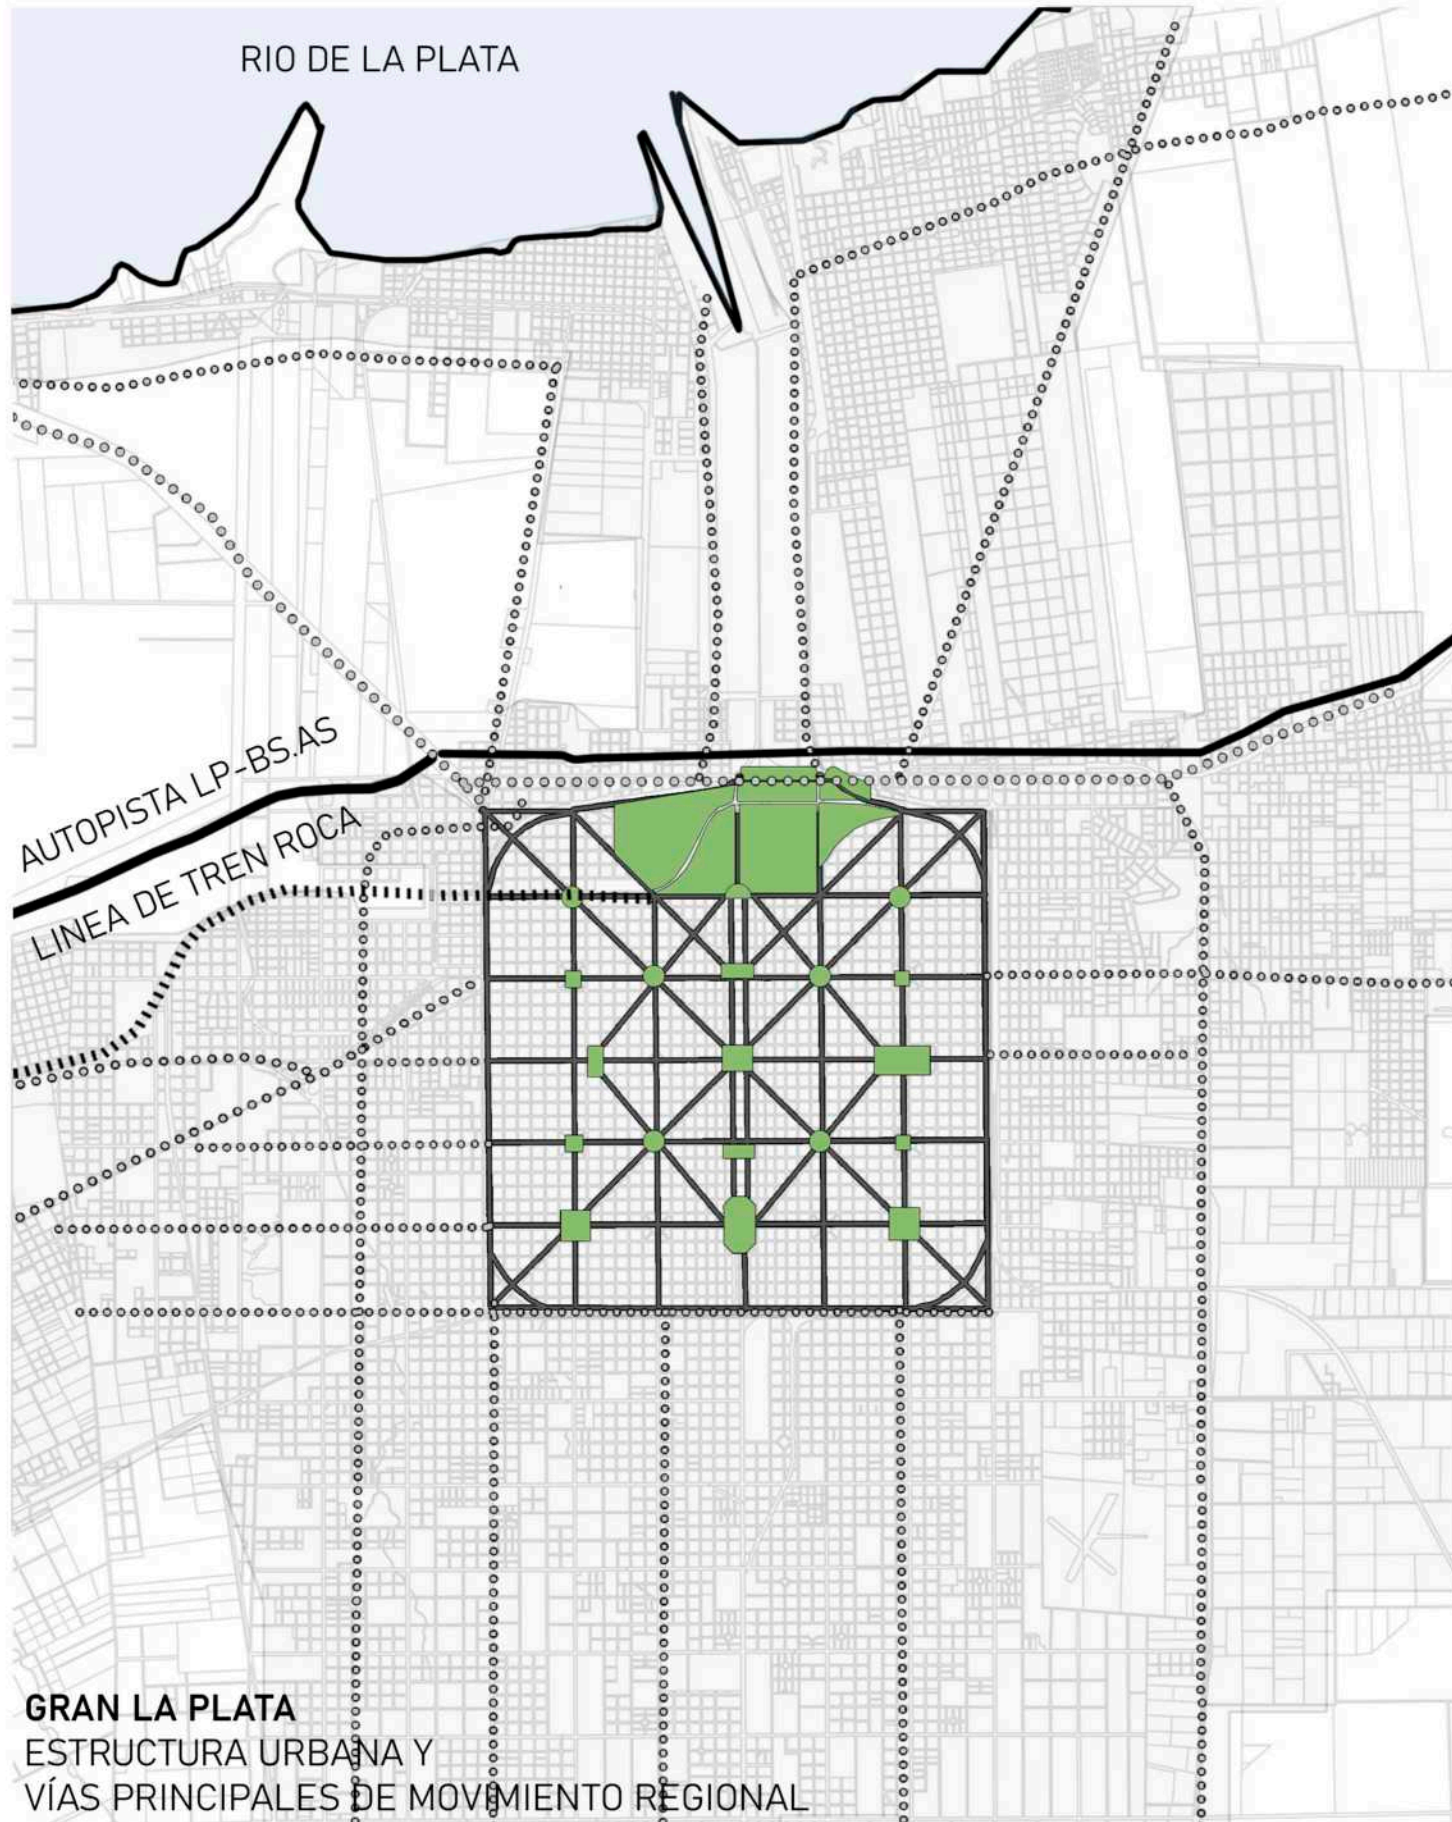 RIO DE LA PLATA
AUTOPISTA LP-BS.AS
LINEA DE TREN ROCA
GRAN LA PLATA
ESTRUCTURA URBANA Y
VÍAS PRINCIPALES DE MOVIMIENTO REGIONAL